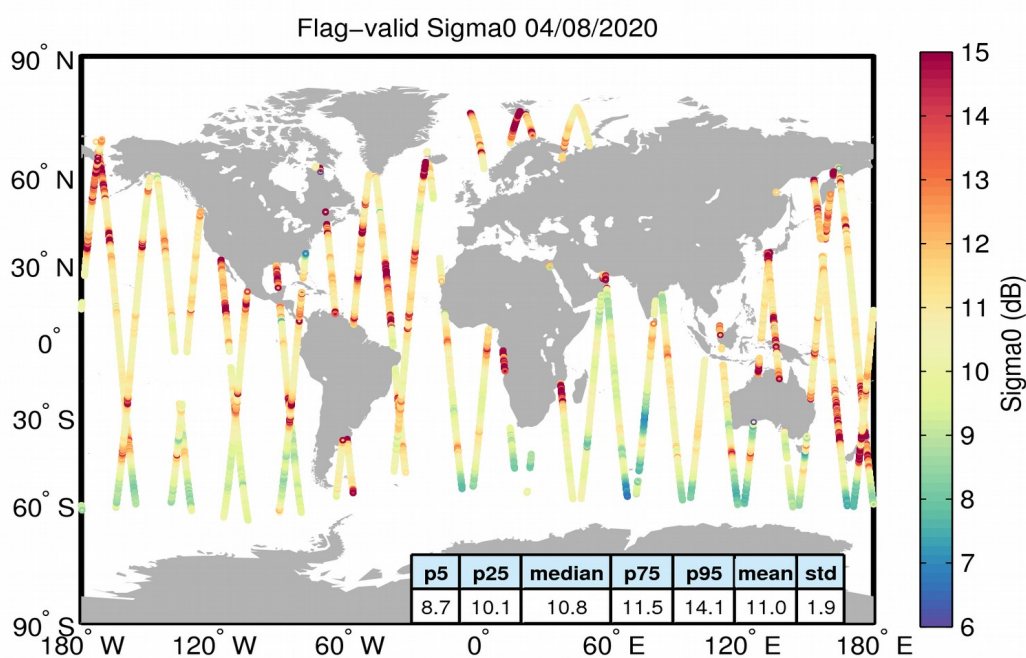 Flag−valid Sigma0 04/08/2020
90° N
60° N
30° N
0°
30° S
60° S
90° S
180° W
120° W
60° W
0°
60° E
120° E
180° E
15
14
13
12
11
10
9
8
7
6
Sigma0 (dB)
p5 p25 median p75 p95 mean std
8.7 10.1 10.8 11.5 14.1 11.0 1.9